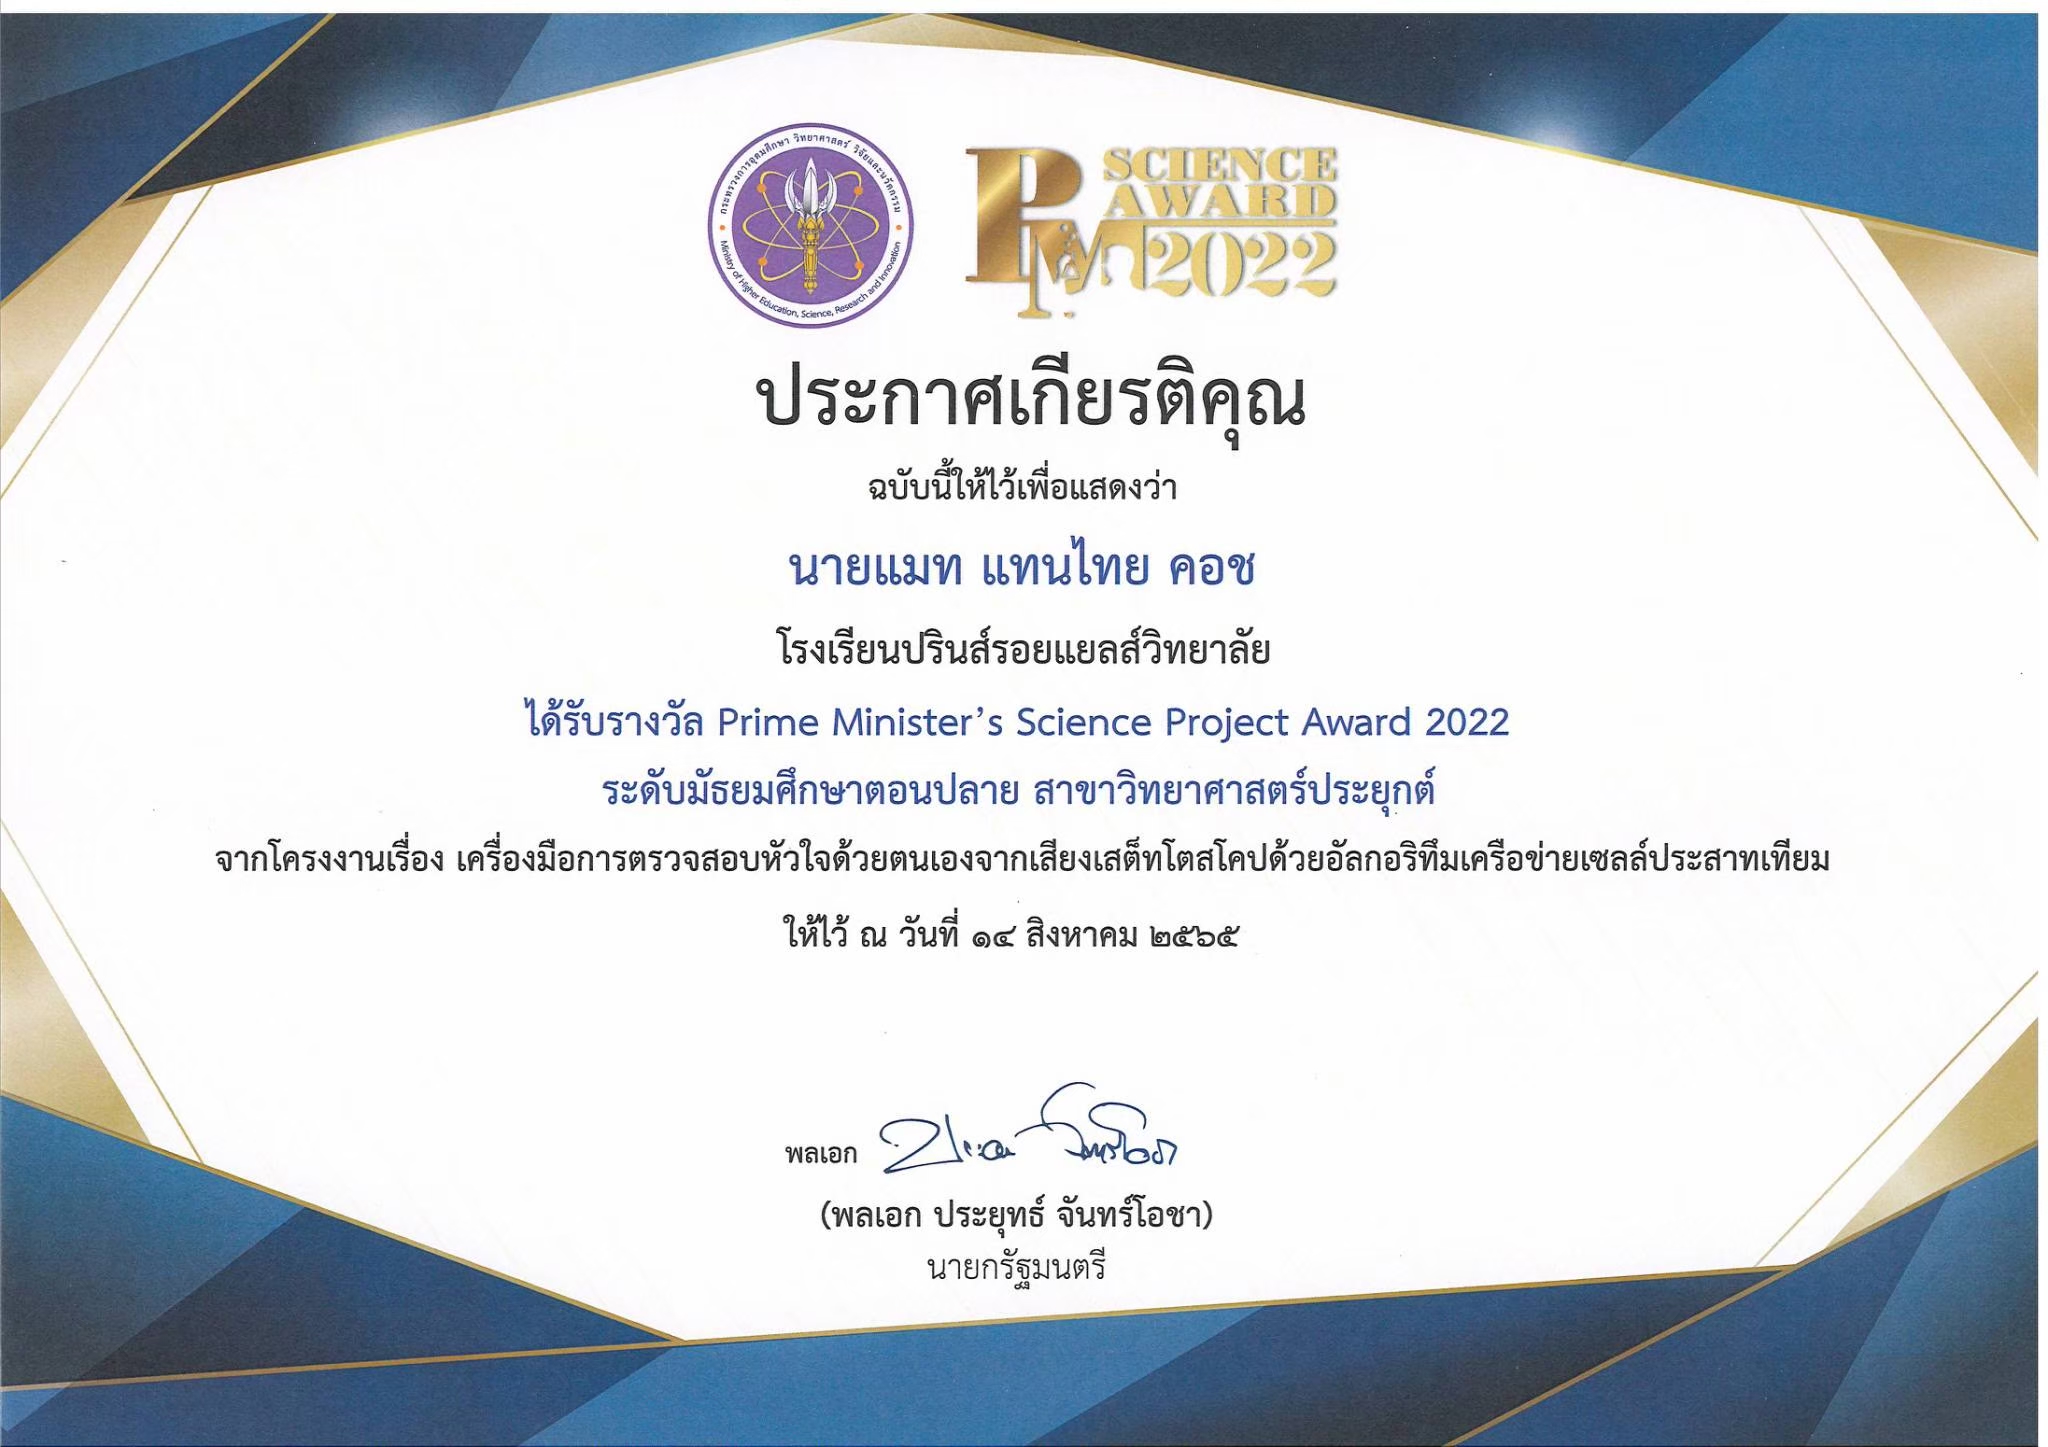 กระทรวงการอุดมศึกษา วิทยาศาสตร์ วิจัยและนวัตกรรม
Ministry of Higher Education, Science, Research and Innovation
PM SCIENCE
AWARD
2022
ประกาศเกียรติคุณ
ฉบับนี้ให้ไว้เพื่อแสดงว่า
นายแมท แทนไทย คอซ
โรงเรียนปรินส์รอยแยลส์วิทยาลัย
ได้รับรางวัล Prime Minister's Science Project Award 2022
ระดับมัธยมศึกษาตอนปลาย สาขาวิทยาศาสตร์ประยุกต์
จากโครงงานเรื่อง เครื่องมือการตรวจสอบหัวใจด้วยตนเองจากเสียงเสต็ทโตสโคปด้วยอัลกอริทึมเครือข่ายเซลล์ประสาทเทียม
ให้ไว้ ณ วันที่ ๑๔ สิงหาคม ๒๕๖๕
พลเอก
(พลเอก ประยุทธ์ จันทร์โอชา)
นายกรัฐมนตรี